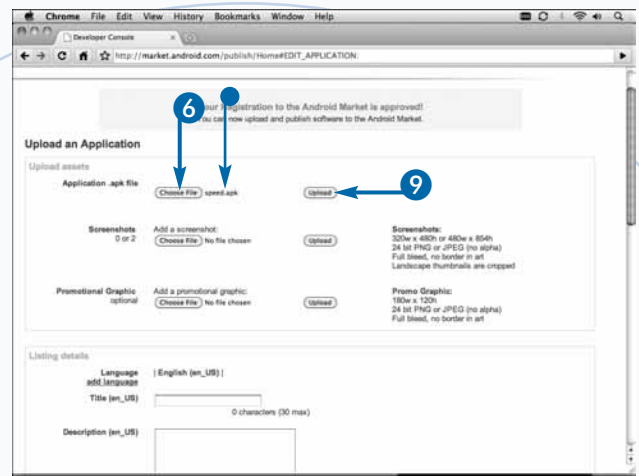 Chrome File Edit View History Bookmarks Window Help
Developer Console
http://market.android.com/publish/Home#EDIT_APPLICATION:
our Registration to the Android Market is approved!
You can now upload and publish software to the Android Market.
Upload an Application
Upload assets
Application .apk file
Choose File speed.apk Upload
6
9
Screenshots
0 or 2
Add a screenshot:
Choose File No file chosen Upload
Screenshots:
320w x 480h or 480w x 854h
24 bit PNG or JPEG (no alpha)
Full bleed, no border in art
Landscape thumbnails are cropped
Promotional Graphic
optional
Add a promotional graphic:
Choose File No file chosen Upload
Promo Graphic:
180w x 120h
24 bit PNG or JPEG (no alpha)
Full bleed, no border in art
Listing details
Language
add language
| English (en_US) |
Title (en_US)
0 characters (30 max)
Description (en_US)